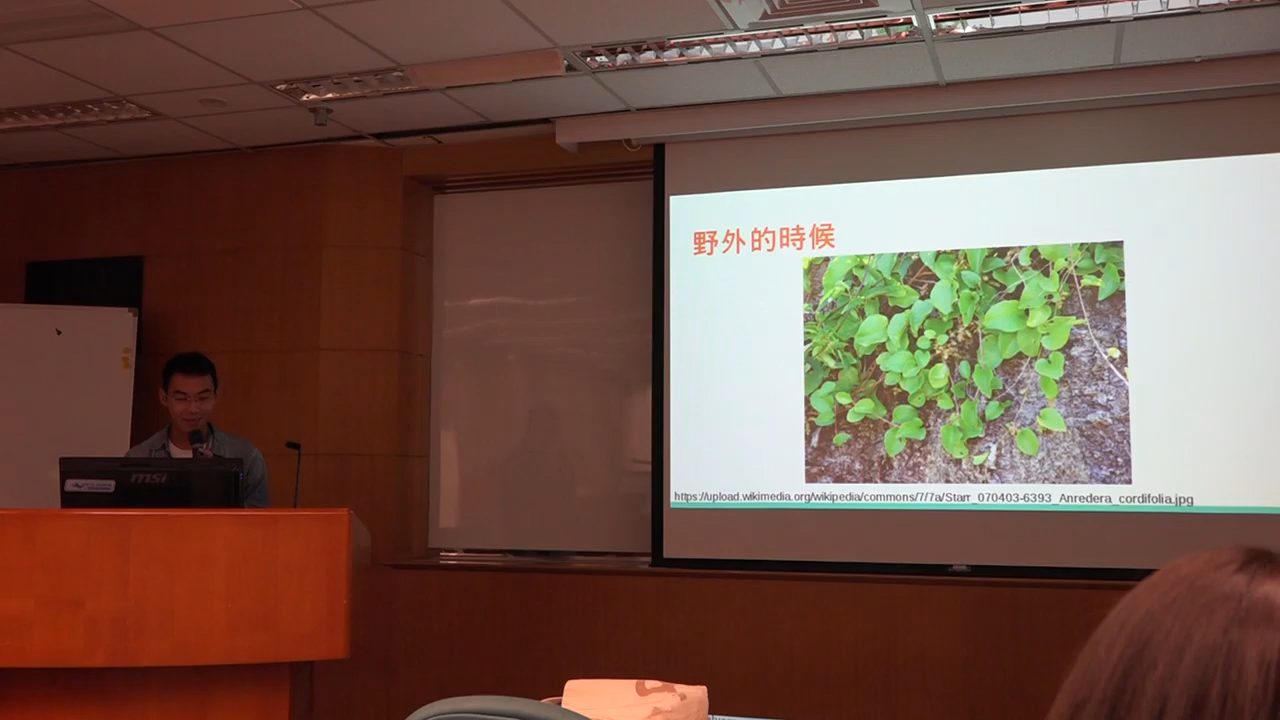 野外的時候
https://upload.wikimedia.org/wikipedia/commons/7/7a/Starr_070403-6393_Anredera_cordifolia.jpg
msi